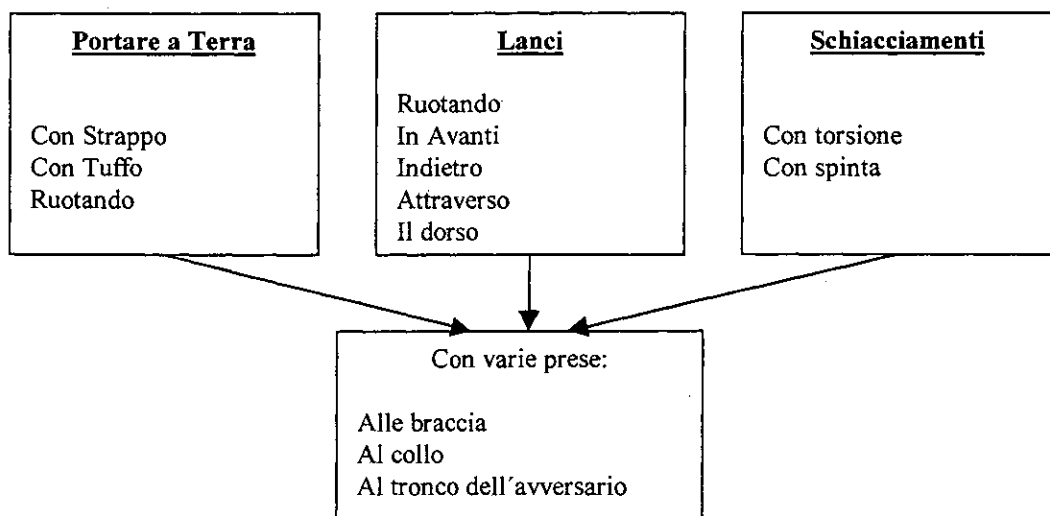 Portare a Terra
Con Strappo
Con Tuffo
Ruotando
Lanci
Ruotando
In Avanti
Indietro
Attraverso
Il dorso
Schiacciamenti
Con torsione
Con spinta
Con varie prese:
Alle braccia
Al collo
Al tronco dell´avversario